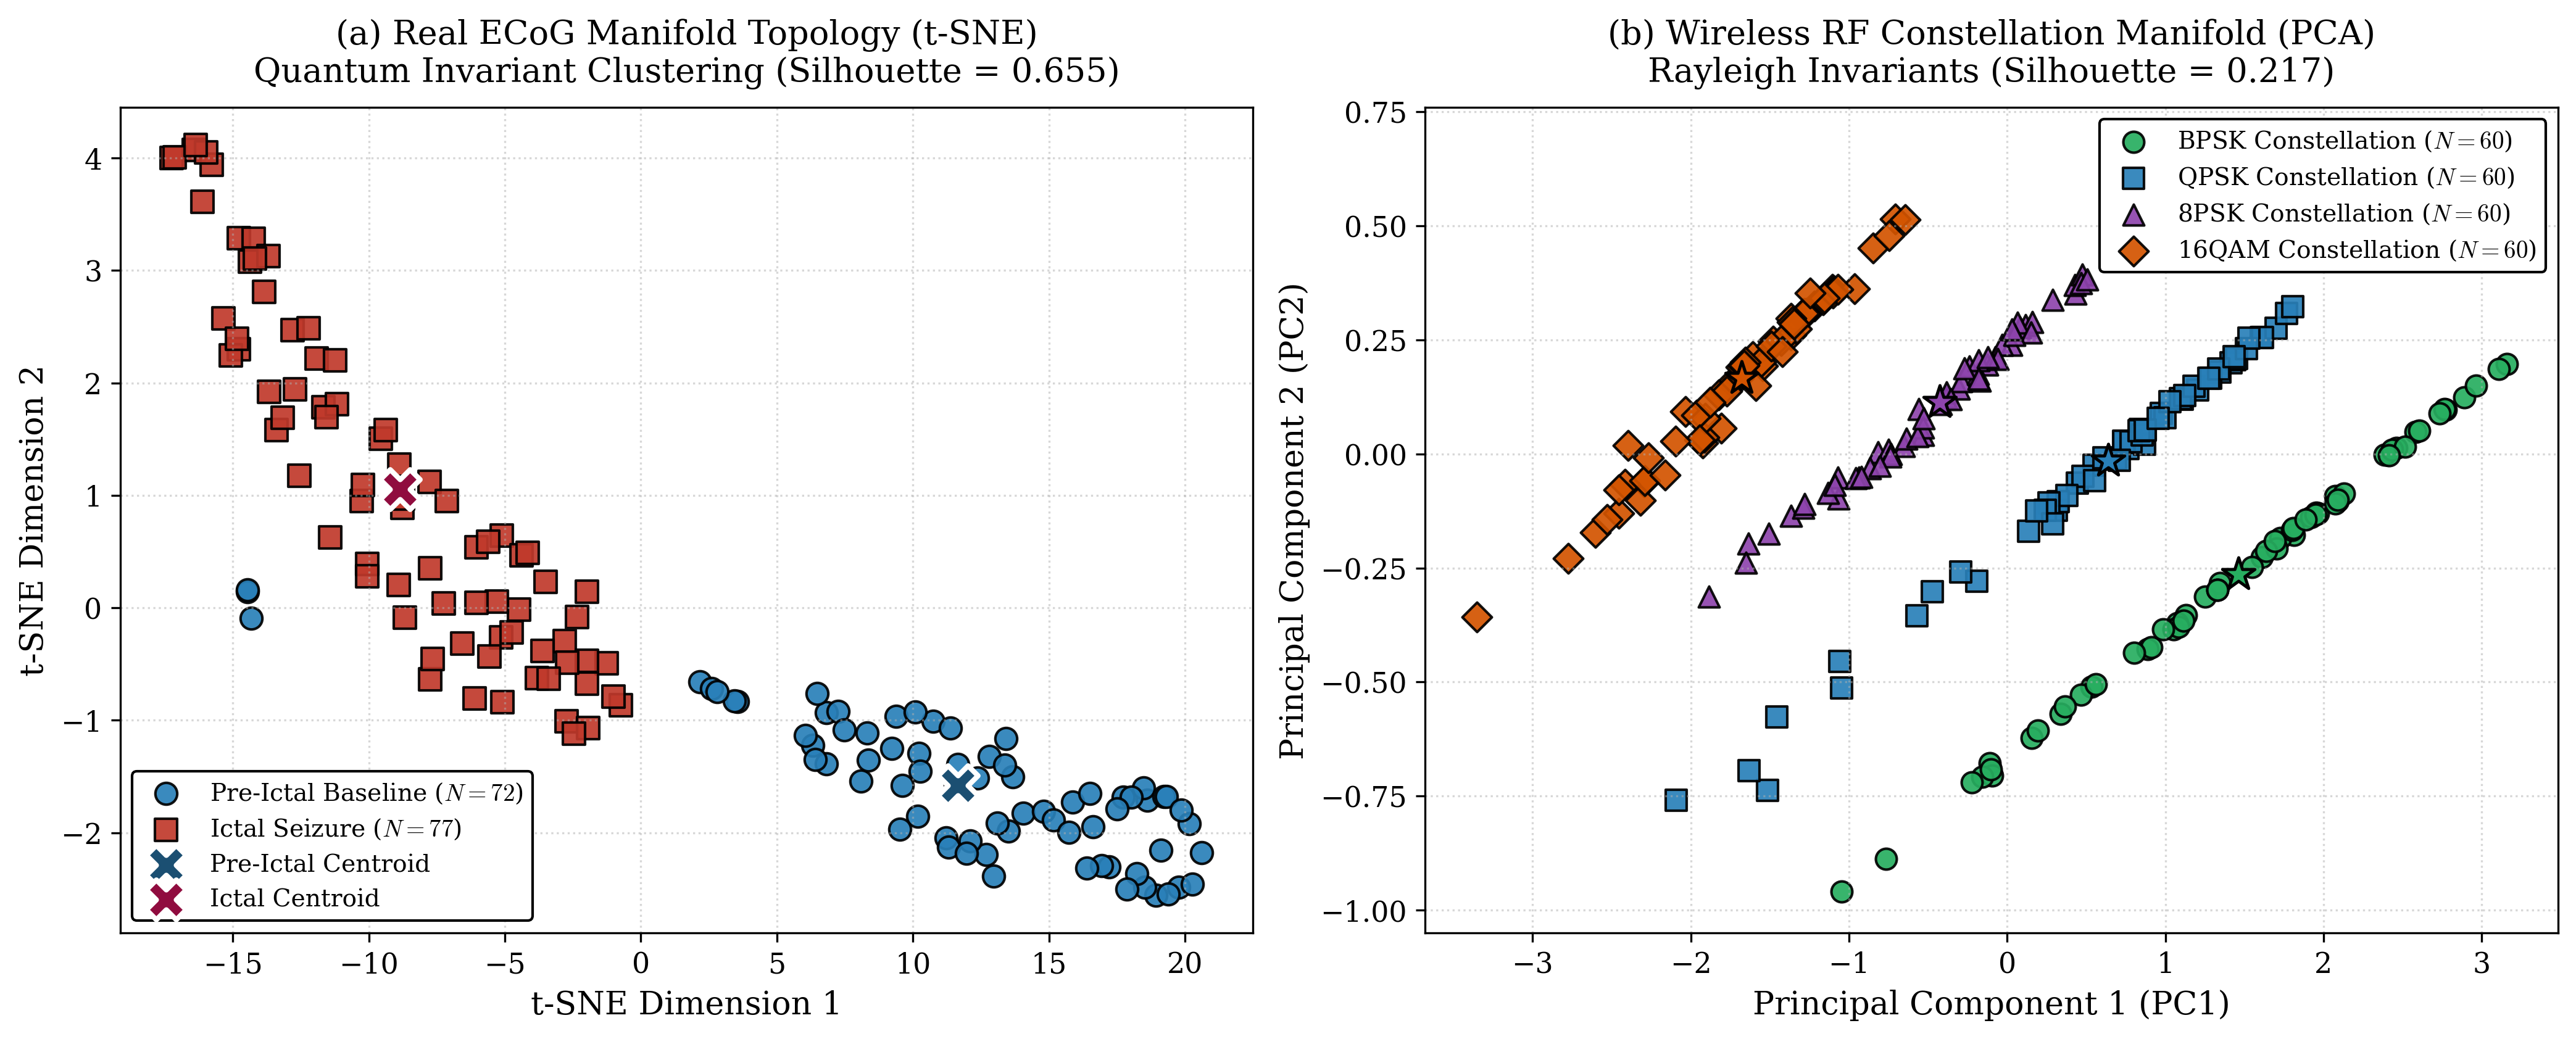 (a) Real ECoG Manifold Topology (t-SNE)
Quantum Invariant Clustering (Silhouette = 0.655)
t-SNE Dimension 2
4
3
2
1
0
−1
−2
Pre-Ictal Baseline (N = 72)
Ictal Seizure (N = 77)
Pre-Ictal Centroid
Ictal Centroid
−15
−10
−5
0
5
10
15
20
t-SNE Dimension 1
(b) Wireless RF Constellation Manifold (PCA)
Rayleigh Invariants (Silhouette = 0.217)
Principal Component 2 (PC2)
0.75
0.50
0.25
0.00
−0.25
−0.50
−0.75
−1.00
BPSK Constellation (N = 60)
QPSK Constellation (N = 60)
8PSK Constellation (N = 60)
16QAM Constellation (N = 60)
−3
−2
−1
0
1
2
3
Principal Component 1 (PC1)